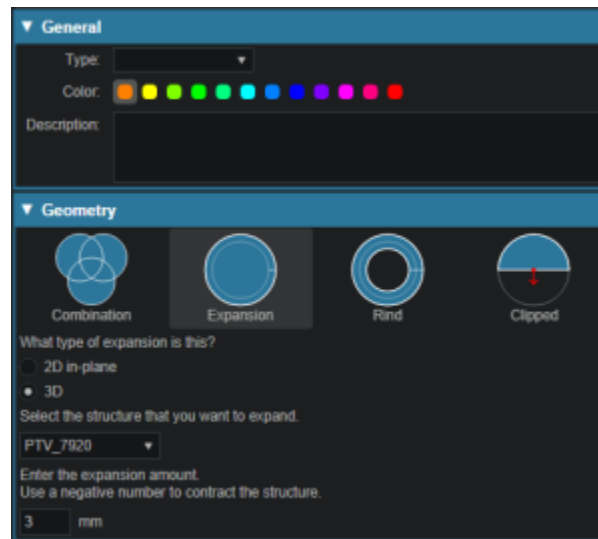 ▼ General
Type:
Color:
Description:
▼ Geometry
Combination Expansion Rind Clipped
What type of expansion is this?
2D in-plane
3D
Select the structure that you want to expand.
PTV_7920
Enter the expansion amount.
Use a negative number to contract the structure.
3 mm